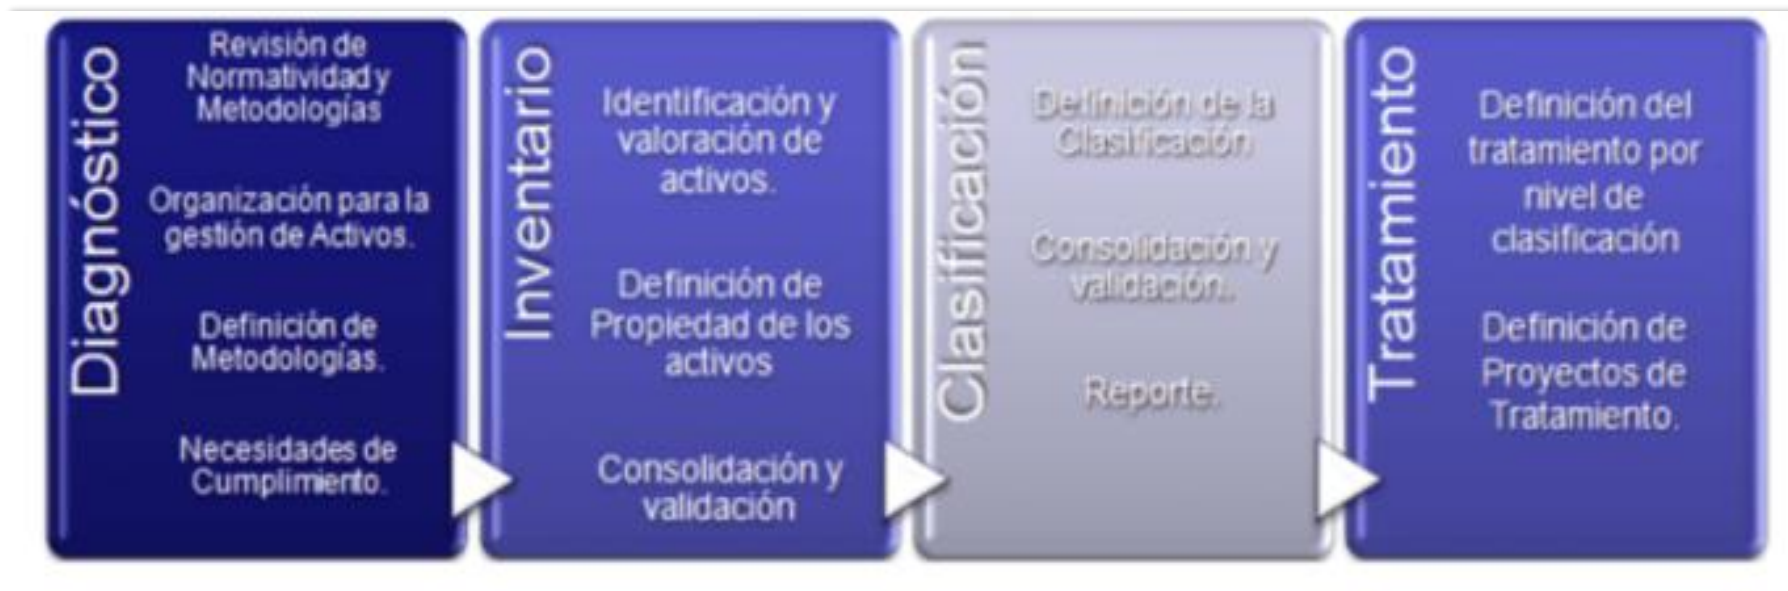 Diagnóstico
Revisión de
Normatividad y
Metodologías
Organización para la
gestión de Activos.
Definición de
Metodologías.
Necesidades de
Cumplimiento.
Inventario
Identificación y
valoración de
activos.
Definición de
Propiedad de los
activos
Consolidación y
validación
Clasificación
Definición de la
Clasificación
Consolidación y
validación.
Reporte.
Tratamiento
Definición del
tratamiento por
nivel de
clasificación
Definición de
Proyectos de
Tratamiento.